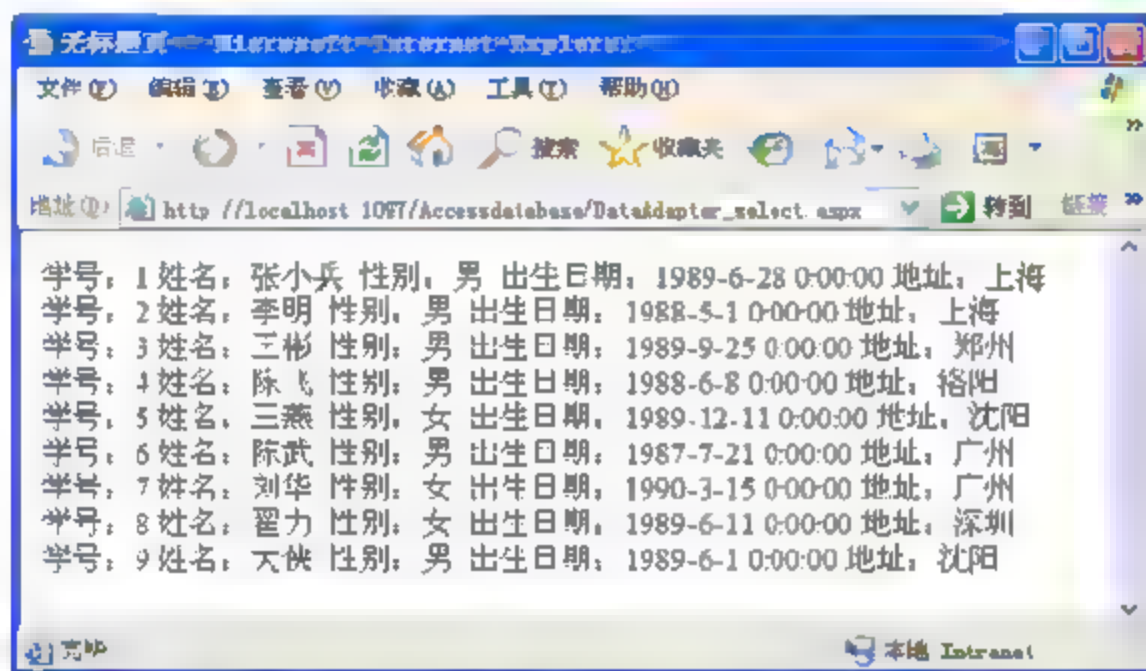 无标题页 - Microsoft Internet Explorer
文件(F) 编辑(E) 查看(V) 收藏(A) 工具(T) 帮助(H)
后退 搜索 收藏夹
地址(D) http://localhost:1087/Accessdatabase/DataAdapter_select.aspx 转到 链接
学号：1 姓名：张小兵 性别：男 出生日期：1989-6-28 0:00:00 地址：上海
学号：2 姓名：李明 性别：男 出生日期：1988-5-1 0:00:00 地址：上海
学号：3 姓名：王彬 性别：男 出生日期：1989-9-25 0:00:00 地址：郑州
学号：4 姓名：陈飞 性别：男 出生日期：1988-6-8 0:00:00 地址：洛阳
学号：5 姓名：王燕 性别：女 出生日期：1989-12-11 0:00:00 地址：沈阳
学号：6 姓名：陈武 性别：男 出生日期：1987-7-21 0:00:00 地址：广州
学号：7 姓名：刘华 性别：女 出生日期：1990-3-15 0:00:00 地址：广州
学号：8 姓名：翟力 性别：女 出生日期：1989-6-11 0:00:00 地址：深圳
学号：9 姓名：大侠 性别：男 出生日期：1989-6-1 0:00:00 地址：沈阳
完毕 本地 Intranet